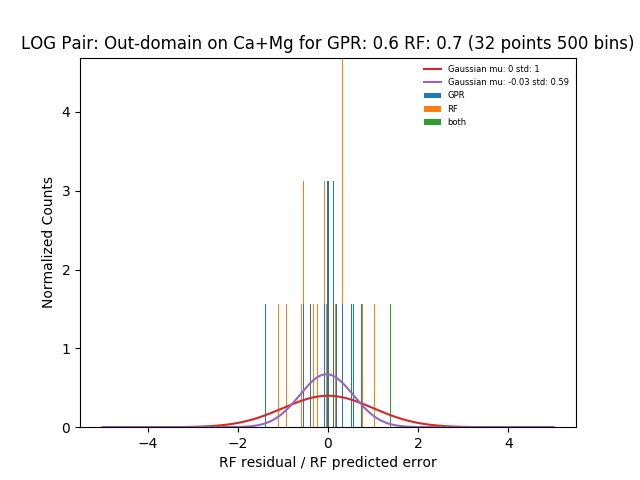 LOG Pair: Out-domain on Ca+Mg for GPR: 0.6 RF: 0.7 (32 points 500 bins)
Gaussian mu: 0 std: 1
Gaussian mu: -0.03 std: 0.59
GPR
RF
both
Normalized Counts
4
3
2
1
0
−4
−2
0
2
4
RF residual / RF predicted error